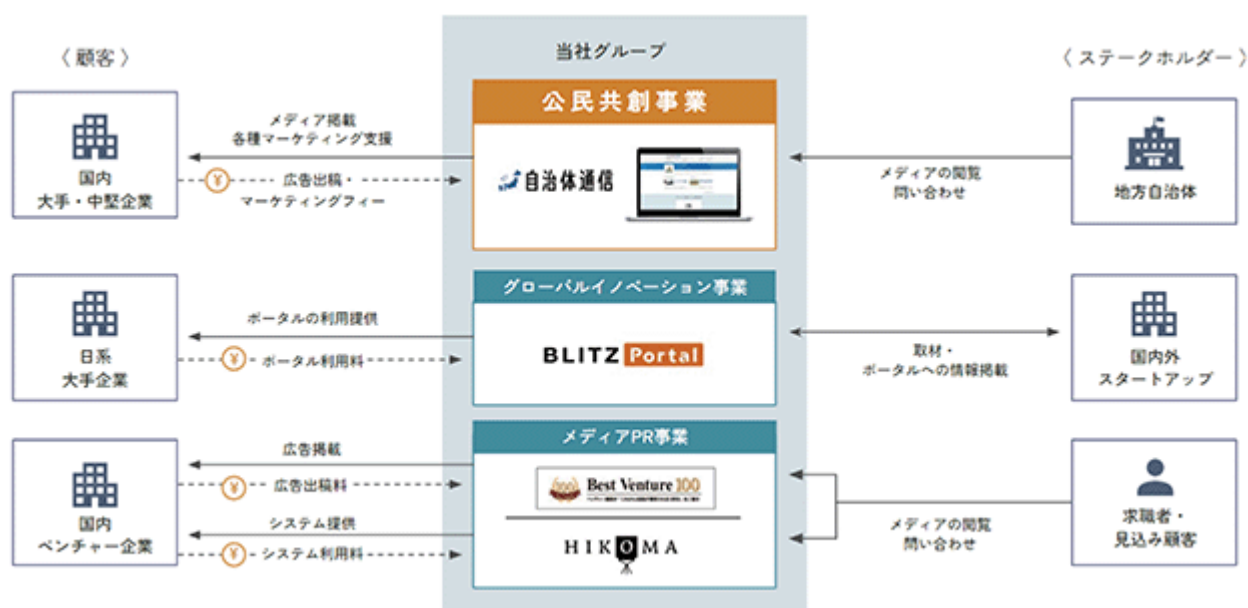 〈 顧客 〉
当社グループ
〈 ステークホルダー 〉
国内
大手・中堅企業
メディア掲載
各種マーケティング支援
¥
広告出稿・
マーケティングフィー
公民共創事業
自治体通信
メディアの閲覧
問い合わせ
地方自治体
日系
大手企業
ポータルの利用提供
¥
ポータル利用料
グローバルイノベーション事業
BLITZ Portal
取材・
ポータルへの情報掲載
国内外
スタートアップ
国内
ベンチャー企業
広告掲載
¥
広告出稿料
システム提供
¥
システム利用料
メディアPR事業
100
Best Venture 100
HIKOMA
メディアの閲覧
問い合わせ
求職者・
見込み顧客